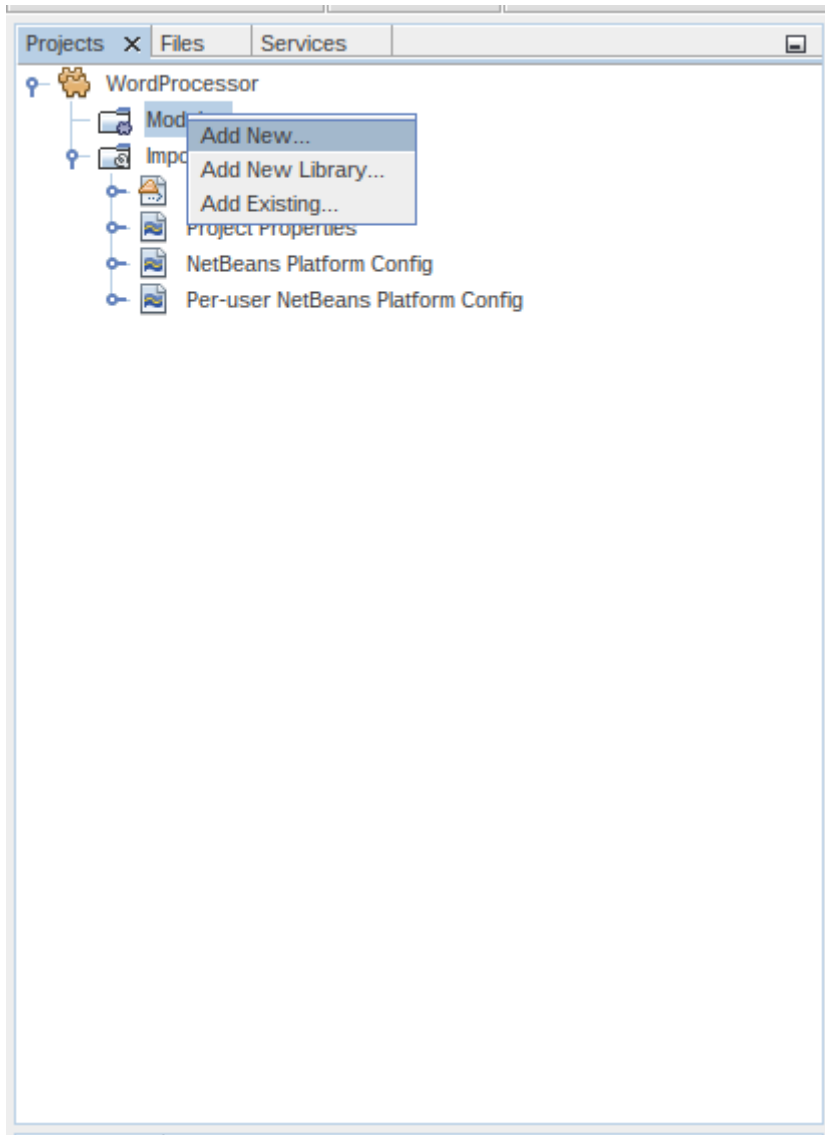 Projects Files Services
WordProcessor
Add New...
Add New Library...
Add Existing...
Project Properties
NetBeans Platform Config
Per-user NetBeans Platform Config